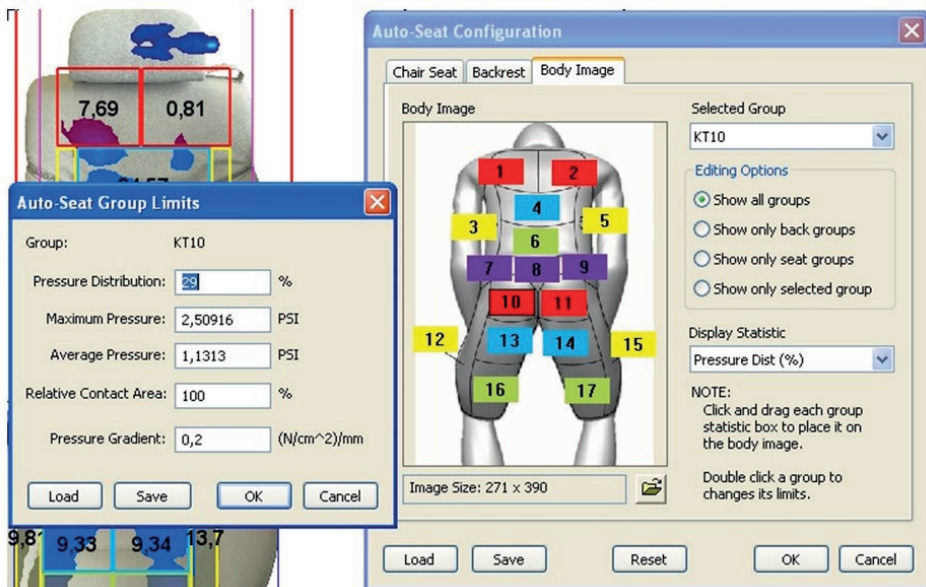 7,69 0,81
Auto-Seat Group Limits
Group: KT10
Pressure Distribution: 29 %
Maximum Pressure: 2,50916 PSI
Average Pressure: 1,1313 PSI
Relative Contact Area: 100 %
Pressure Gradient: 0,2 (N/cm^2)/mm
Load Save OK Cancel
9,33 9,34 13,7
Auto-Seat Configuration
Chair Seat Backrest Body Image
Body Image
1 2
4
3 5
6
7 8 9
10 11
12 13 14 15
16 17
Image Size: 271 x 390
Selected Group
KT10
Editing Options
Show all groups
Show only back groups
Show only seat groups
Show only selected group
Display Statistic
Pressure Dist (%)
NOTE:
Click and drag each group
statistic box to place it on
the body image.
Double click a group to
changes its limits.
Load Save Reset OK Cancel